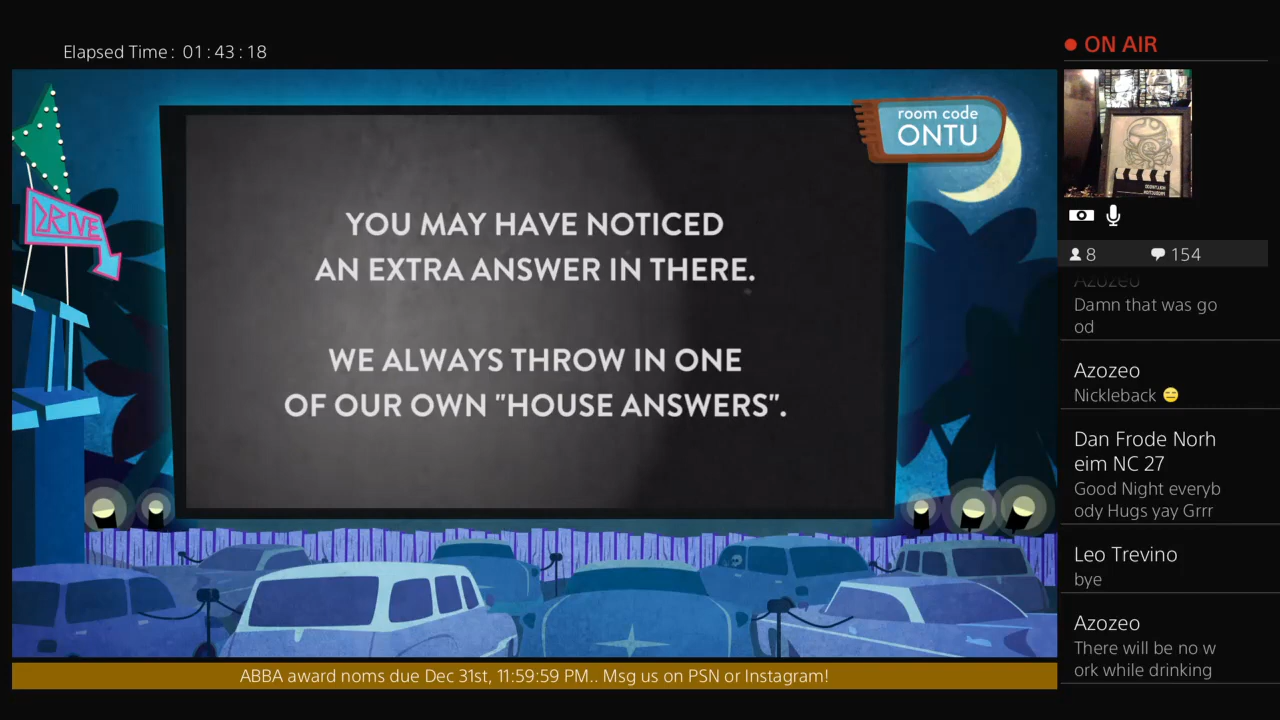 Elapsed Time: 01:43:18
ON AIR
room code
ONTU
DRIVE
YOU MAY HAVE NOTICED
AN EXTRA ANSWER IN THERE.
WE ALWAYS THROW IN ONE
OF OUR OWN "HOUSE ANSWERS".
8
154
Azozeo
Damn that was go
od
Azozeo
Nickleback 😑
Dan Frode Norh
eim NC 27
Good Night everyb
ody Hugs yay Grrr
Leo Trevino
bye
Azozeo
There will be no w
ork while drinking
ABBA award noms due Dec 31st, 11:59:59 PM.. Msg us on PSN or Instagram!